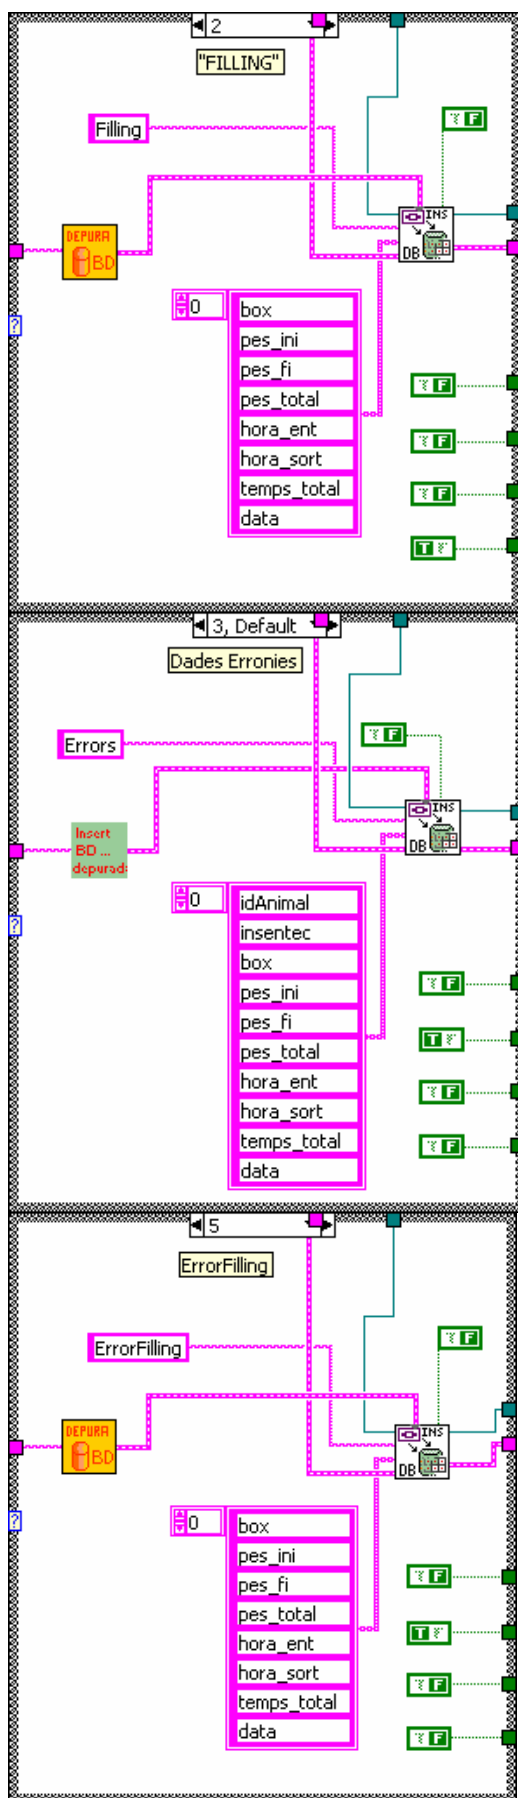 2
"FILLING"
Filling
F
INS
DEPURA
BD
DB
0
box
pes_ini
pes_fi
pes_total
hora_ent
hora_sort
temps_total
data
?
F
F
F
T
3, Default
Dades Erronies
Errors
F
INS
Insert
BD ...
depurad
DB
0
idAnimal
insentec
box
pes_ini
pes_fi
pes_total
hora_ent
hora_sort
temps_total
data
?
F
T
F
F
5
ErrorFilling
ErrorFilling
F
INS
DEPURA
BD
DB
0
box
pes_ini
pes_fi
pes_total
hora_ent
hora_sort
temps_total
data
?
F
T
F
F